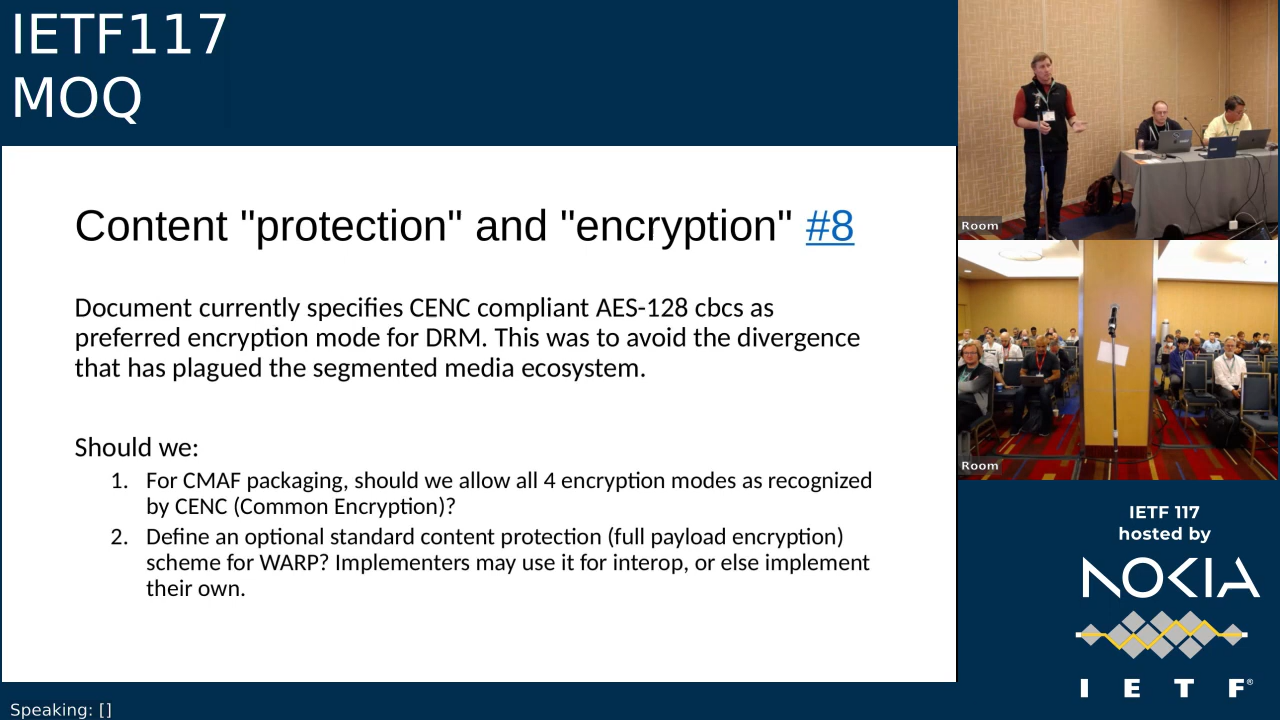 IETF117
MOQ
Content "protection" and "encryption" #8
Document currently specifies CENC compliant AES-128 cbcs as
preferred encryption mode for DRM. This was to avoid the divergence
that has plagued the segmented media ecosystem.
Should we:
1. For CMAF packaging, should we allow all 4 encryption modes as recognized
by CENC (Common Encryption)?
2. Define an optional standard content protection (full payload encryption)
scheme for WARP? Implementers may use it for interop, or else implement
their own.
Room
Room
IETF 117
hosted by
NOKIA
I E T F®
Speaking: []